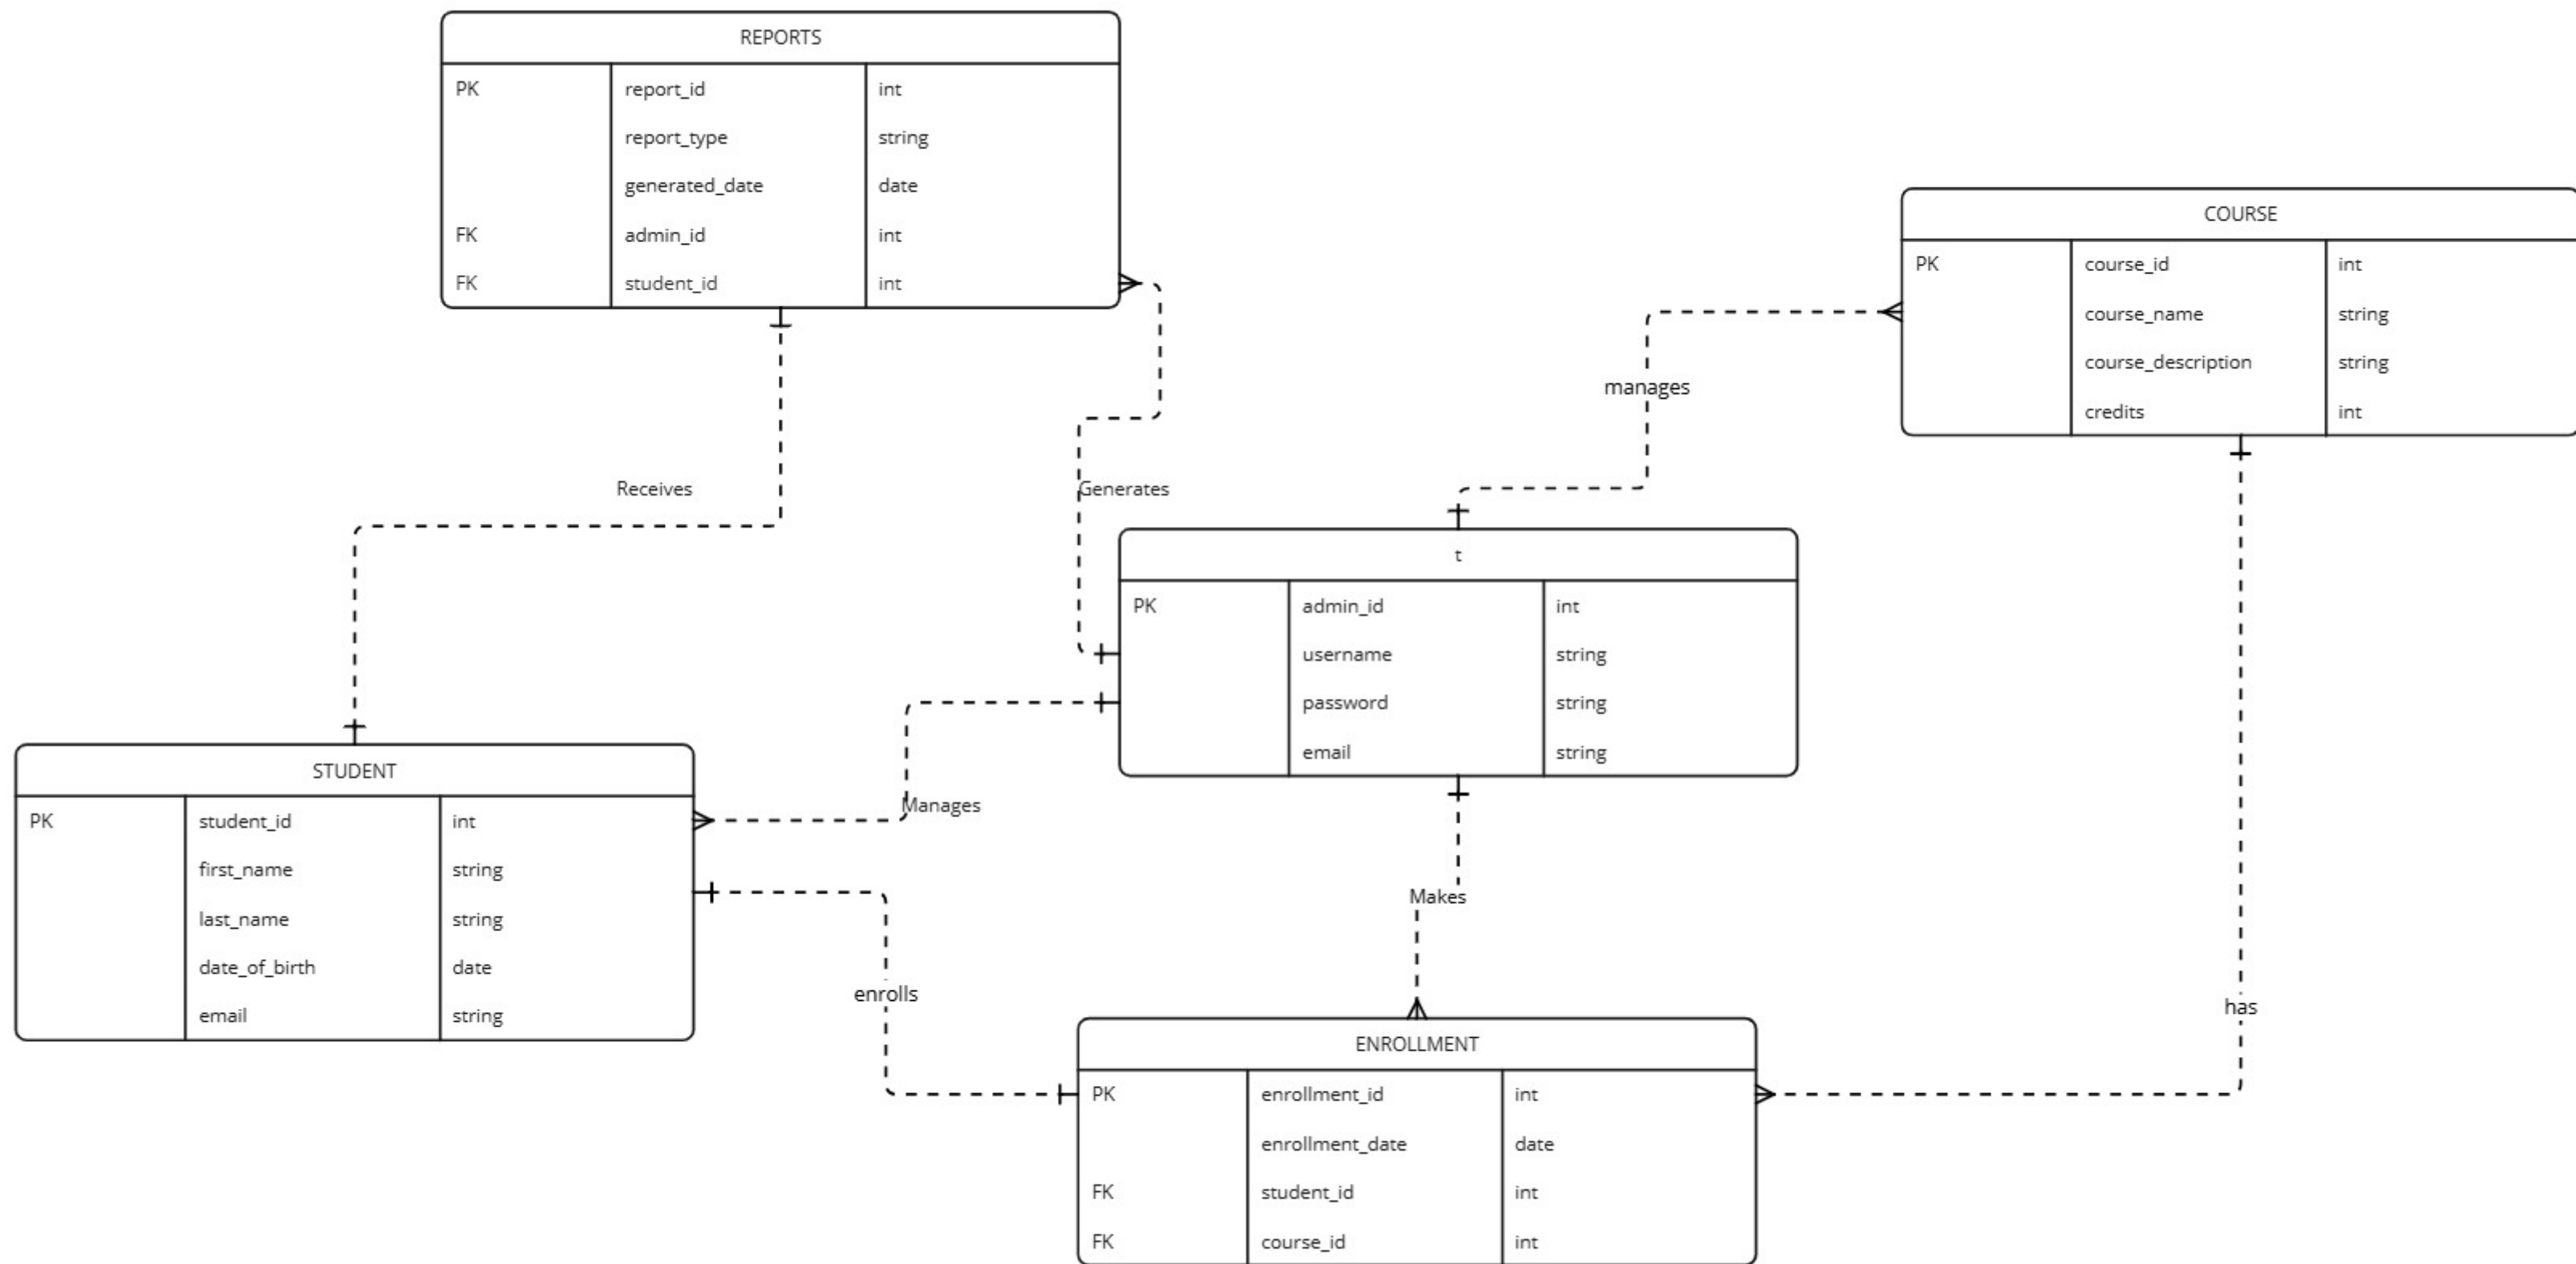 REPORTS
PK report_id int
report_type string
generated_date date
FK admin_id int
FK student_id int
COURSE
PK course_id int
course_name string
course_description string
credits int
manages
Receives
Generates
t
PK admin_id int
username string
password string
email string
STUDENT
PK student_id int
first_name string
last_name string
date_of_birth date
email string
Manages
Makes
enrolls
has
ENROLLMENT
PK enrollment_id int
enrollment_date date
FK student_id int
FK course_id int